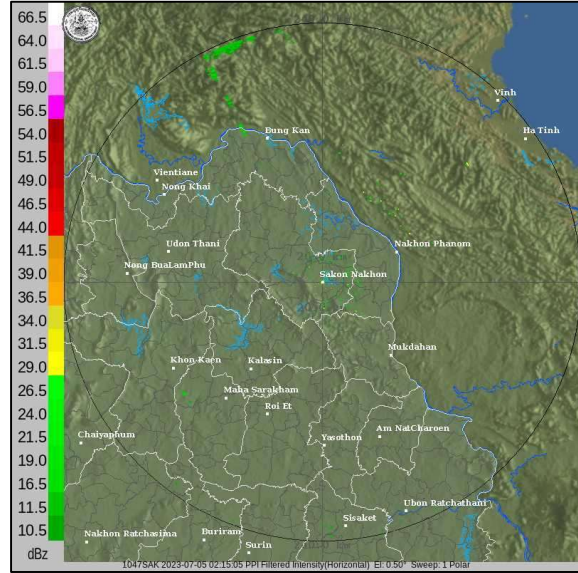 66.5
64.0
61.5
59.0
56.5
54.0
51.5
49.0
46.5
44.0
41.5
39.0
36.5
34.0
31.5
29.0
26.5
24.0
21.5
19.0
16.5
14.0
11.5
10.5
dBz
Vinh
Ha Tinh
Bung Kan
Vientiane
Nong Khai
Udon Thani
Nakhon Phanom
Nong BuaLamPhu
Sakon Nakhon
Mukdahan
Khon Kaen
Kalasin
Maha Sarakham
Roi Et
Am NatCharoen
Chaiyaphum
Yasothon
Ubon Ratchathani
Sisaket
Nakhon Ratchasima
Buriram
Surin
1047SAK 2023-07-05 02:15:05 PPI Filtered Intensity(Horizontal) El: 0.50° Sweep: 1 Polar